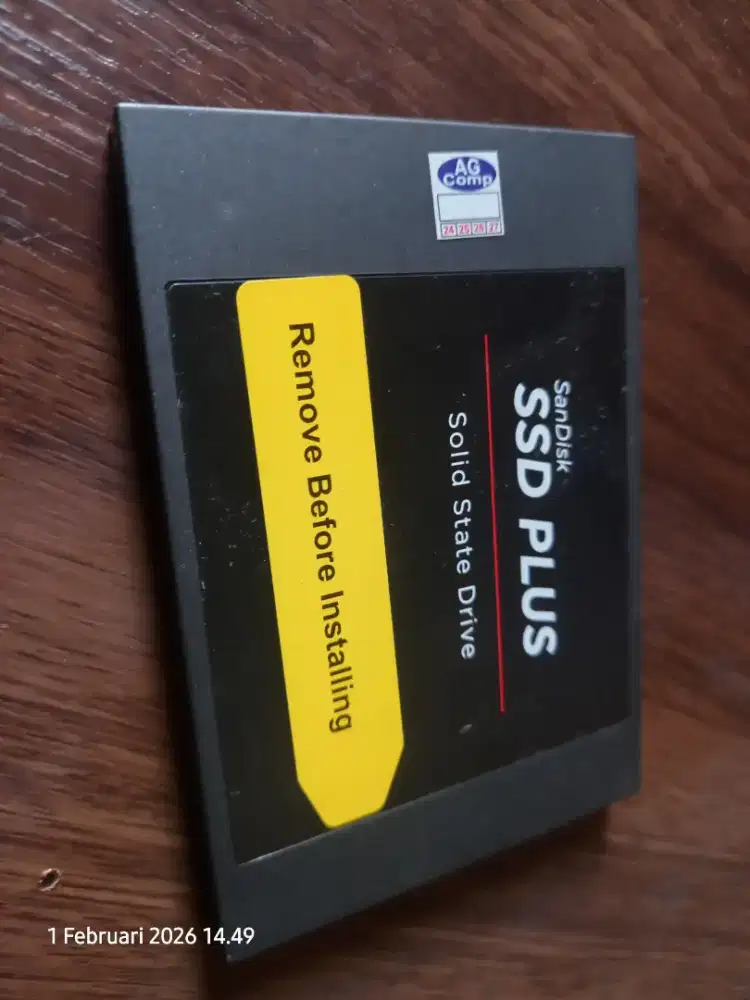 AG
Comp
24 25 26 27
SanDisk
SSD PLUS
Solid State Drive
Remove Before Installing
1 Februari 2026 14.49